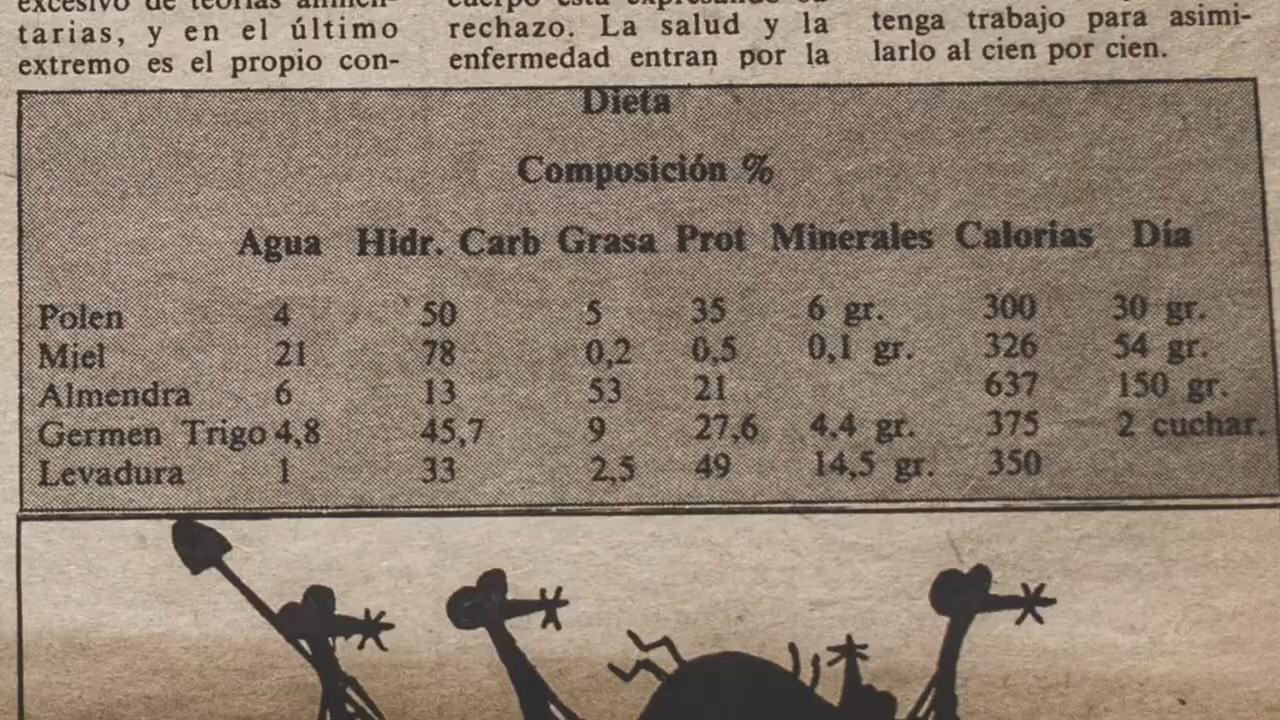 tarias, y en el último
extremo es el propio con-
rechazo. La salud y la
enfermedad entran por la
tenga trabajo para asimi-
larlo al cien por cien.
Dieta
Composición %
Agua Hidr. Carb Grasa Prot Minerales Calorias Día
Polen 4 50 5 35 6 gr. 300 30 gr.
Miel 21 78 0,2 0,5 0,1 gr. 326 54 gr.
Almendra 6 13 53 21 637 150 gr.
Germen Trigo 4,8 45,7 9 27,6 4,4 gr. 375 2 cuchar.
Levadura 1 33 2,5 49 14,5 gr. 350